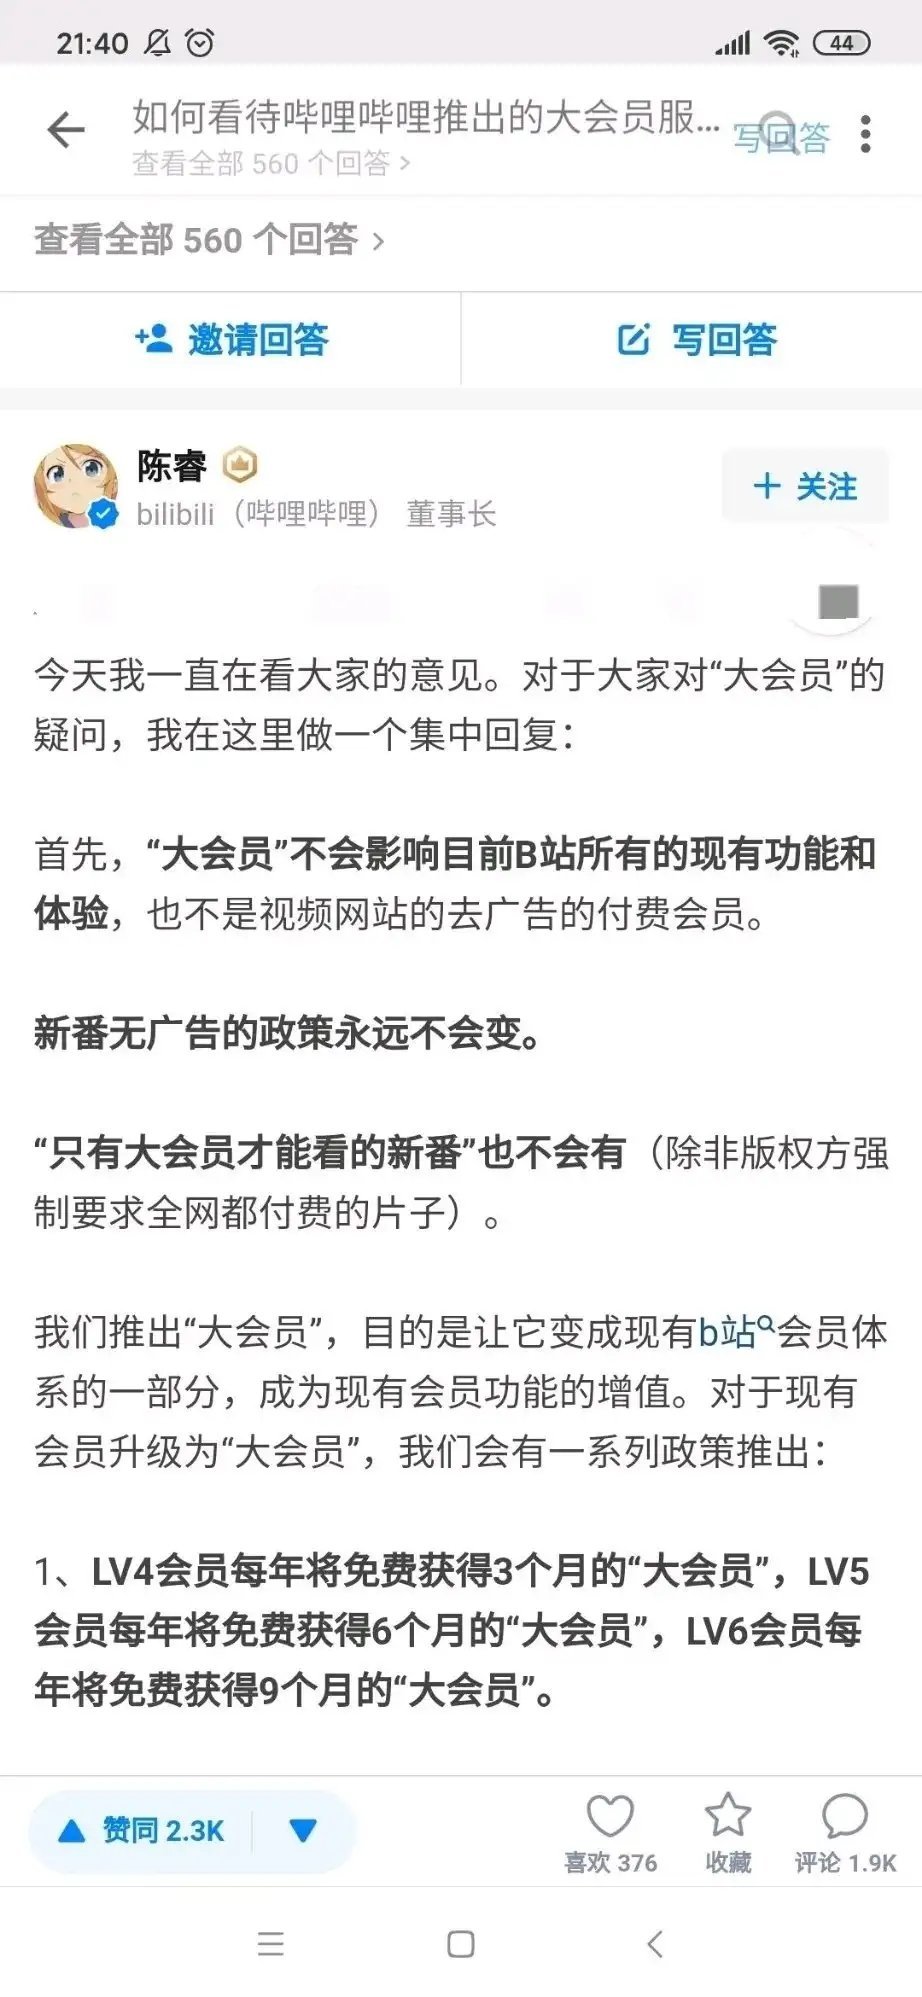 21:40
44
如何看待哔哩哔哩推出的大会员服...
写回答
查看全部 560 个回答 >
查看全部 560 个回答 >
邀请回答
写回答
陈睿
bilibili（哔哩哔哩） 董事长
+ 关注
今天我一直在看大家的意见。对于大家对“大会员”的
疑问，我在这里做一个集中回复：
首先，“大会员”不会影响目前B站所有的现有功能和
体验，也不是视频网站的去广告的付费会员。
新番无广告的政策永远不会变。
“只有大会员才能看的新番”也不会有（除非版权方强
制要求全网都付费的片子）。
我们推出“大会员”，目的是让它变成现有b站会员体
系的一部分，成为现有会员功能的增值。对于现有
会员升级为“大会员”，我们会有一系列政策推出：
1、LV4会员每年将免费获得3个月的“大会员”，LV5
会员每年将免费获得6个月的“大会员”，LV6会员每
年将免费获得9个月的“大会员”。
赞同 2.3K
喜欢 376
收藏
评论 1.9K